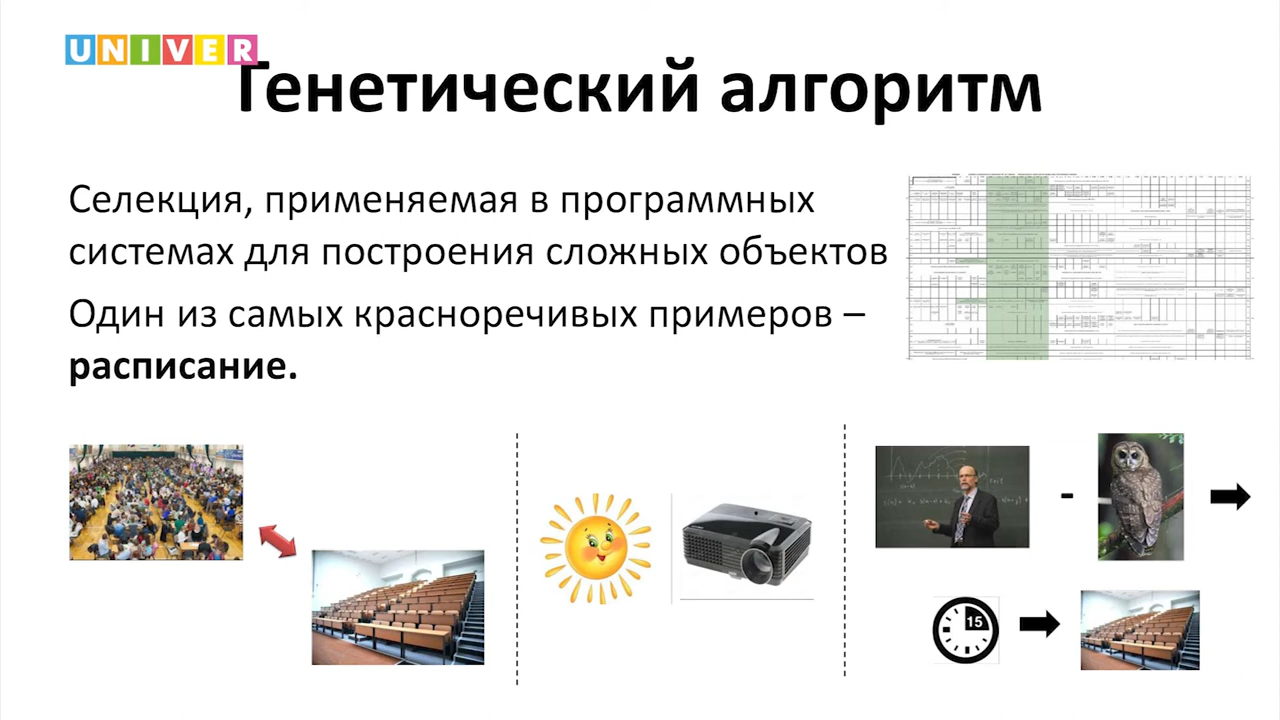 UNIVER
Генетический алгоритм
Селекция, применяемая в программных
системах для построения сложных объектов
Один из самых красноречивых примеров –
расписание.
-
15